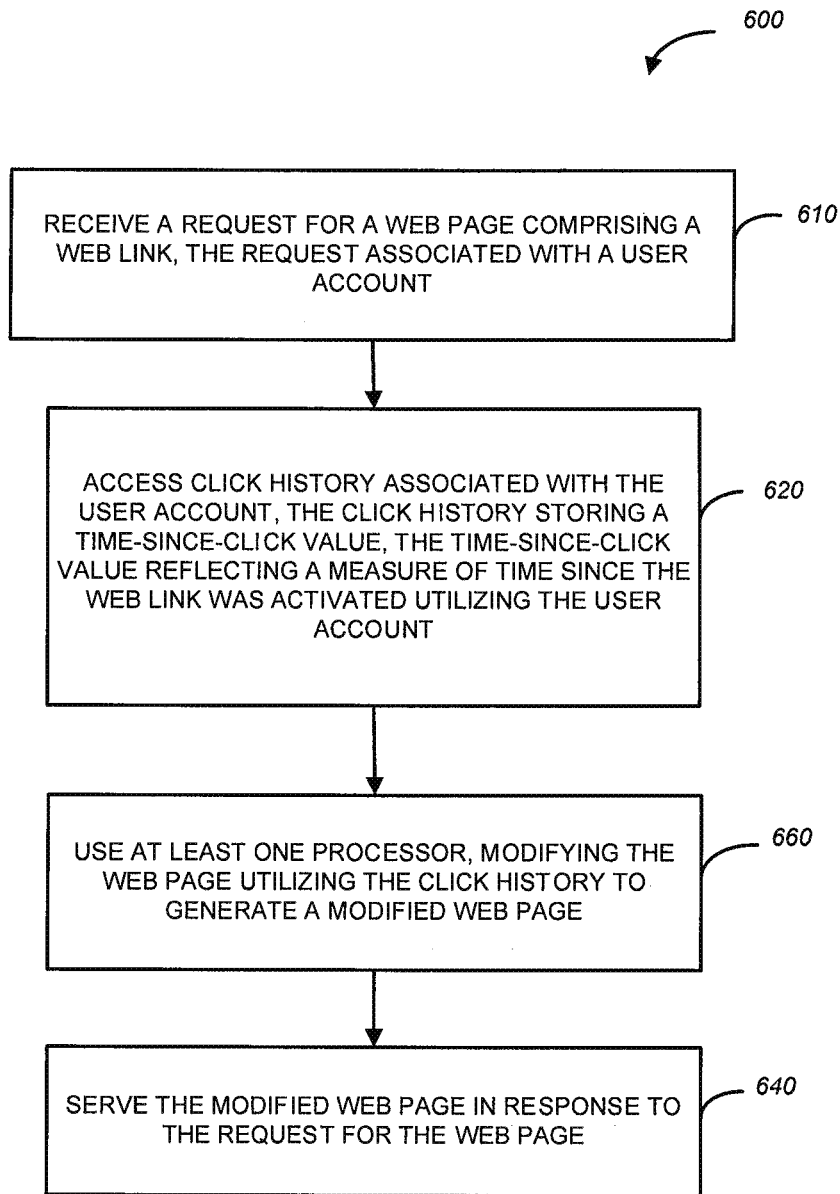 600
RECEIVE A REQUEST FOR A WEB PAGE COMPRISING A
WEB LINK, THE REQUEST ASSOCIATED WITH A USER
ACCOUNT
610
ACCESS CLICK HISTORY ASSOCIATED WITH THE
USER ACCOUNT, THE CLICK HISTORY STORING A
TIME-SINCE-CLICK VALUE, THE TIME-SINCE-CLICK
VALUE REFLECTING A MEASURE OF TIME SINCE THE
WEB LINK WAS ACTIVATED UTILIZING THE USER
ACCOUNT
620
USE AT LEAST ONE PROCESSOR, MODIFYING THE
WEB PAGE UTILIZING THE CLICK HISTORY TO
GENERATE A MODIFIED WEB PAGE
660
SERVE THE MODIFIED WEB PAGE IN RESPONSE TO
THE REQUEST FOR THE WEB PAGE
640